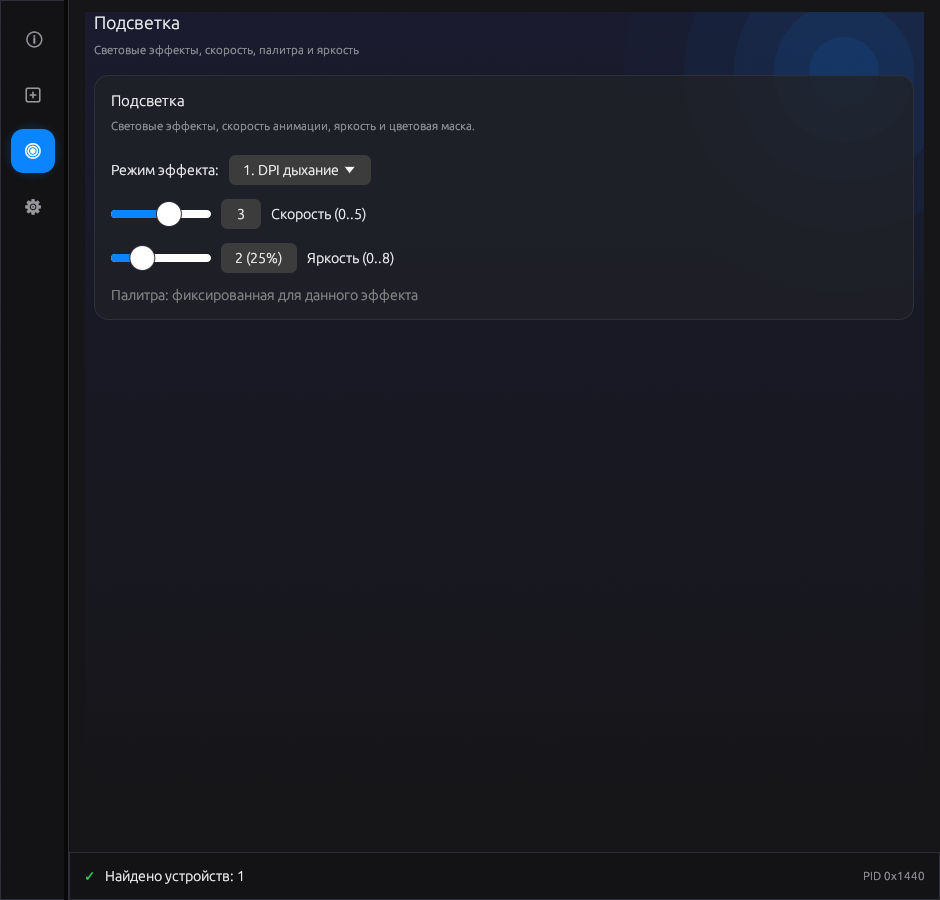 Подсветка
Световые эффекты, скорость, палитра и яркость
Подсветка
Световые эффекты, скорость анимации, яркость и цветовая маска.
Режим эффекта: 1. DPI дыхание
3 Скорость (0..5)
2 (25%) Яркость (0..8)
Палитра: фиксированная для данного эффекта
✓ Найдено устройств: 1 PID 0x1440